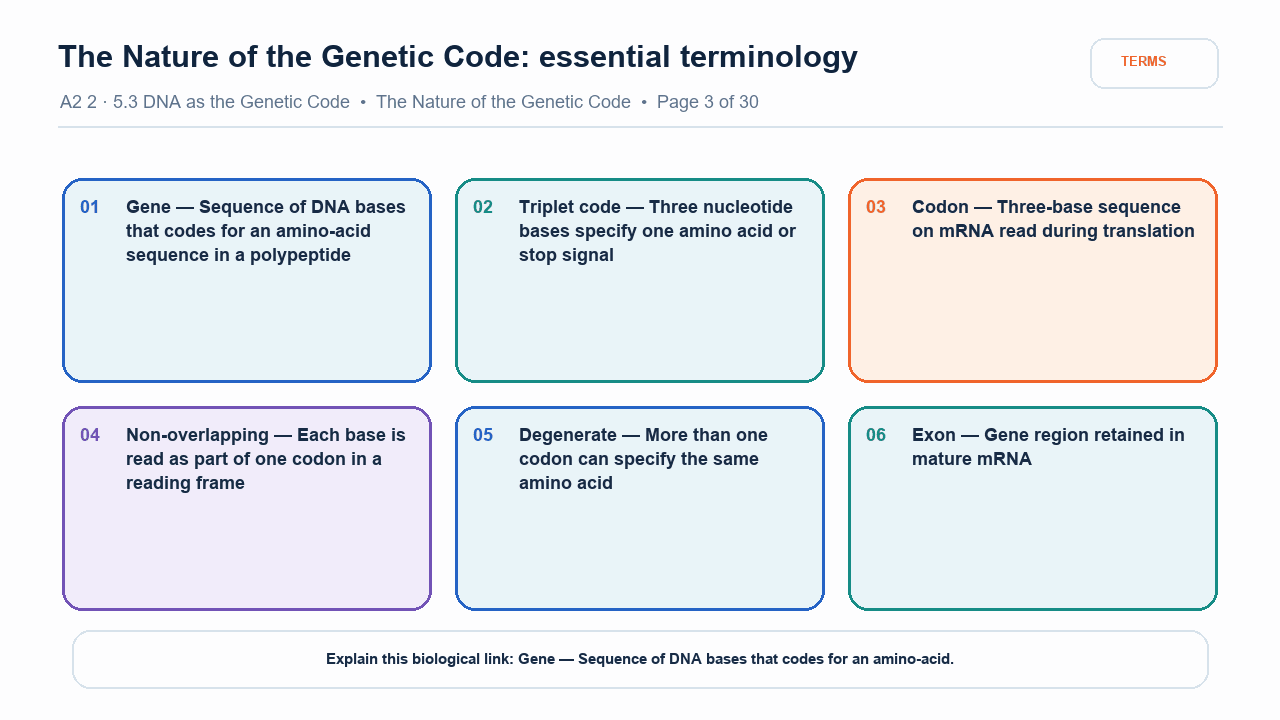 The Nature of the Genetic Code: essential terminology
TERMS
A2 2 · 5.3 DNA as the Genetic Code • The Nature of the Genetic Code • Page 3 of 30
01 Gene — Sequence of DNA bases
that codes for an amino-acid
sequence in a polypeptide
02 Triplet code — Three nucleotide
bases specify one amino acid or
stop signal
03 Codon — Three-base sequence
on mRNA read during translation
04 Non-overlapping — Each base is
read as part of one codon in a
reading frame
05 Degenerate — More than one
codon can specify the same
amino acid
06 Exon — Gene region retained in
mature mRNA
Explain this biological link: Gene — Sequence of DNA bases that codes for an amino-acid.